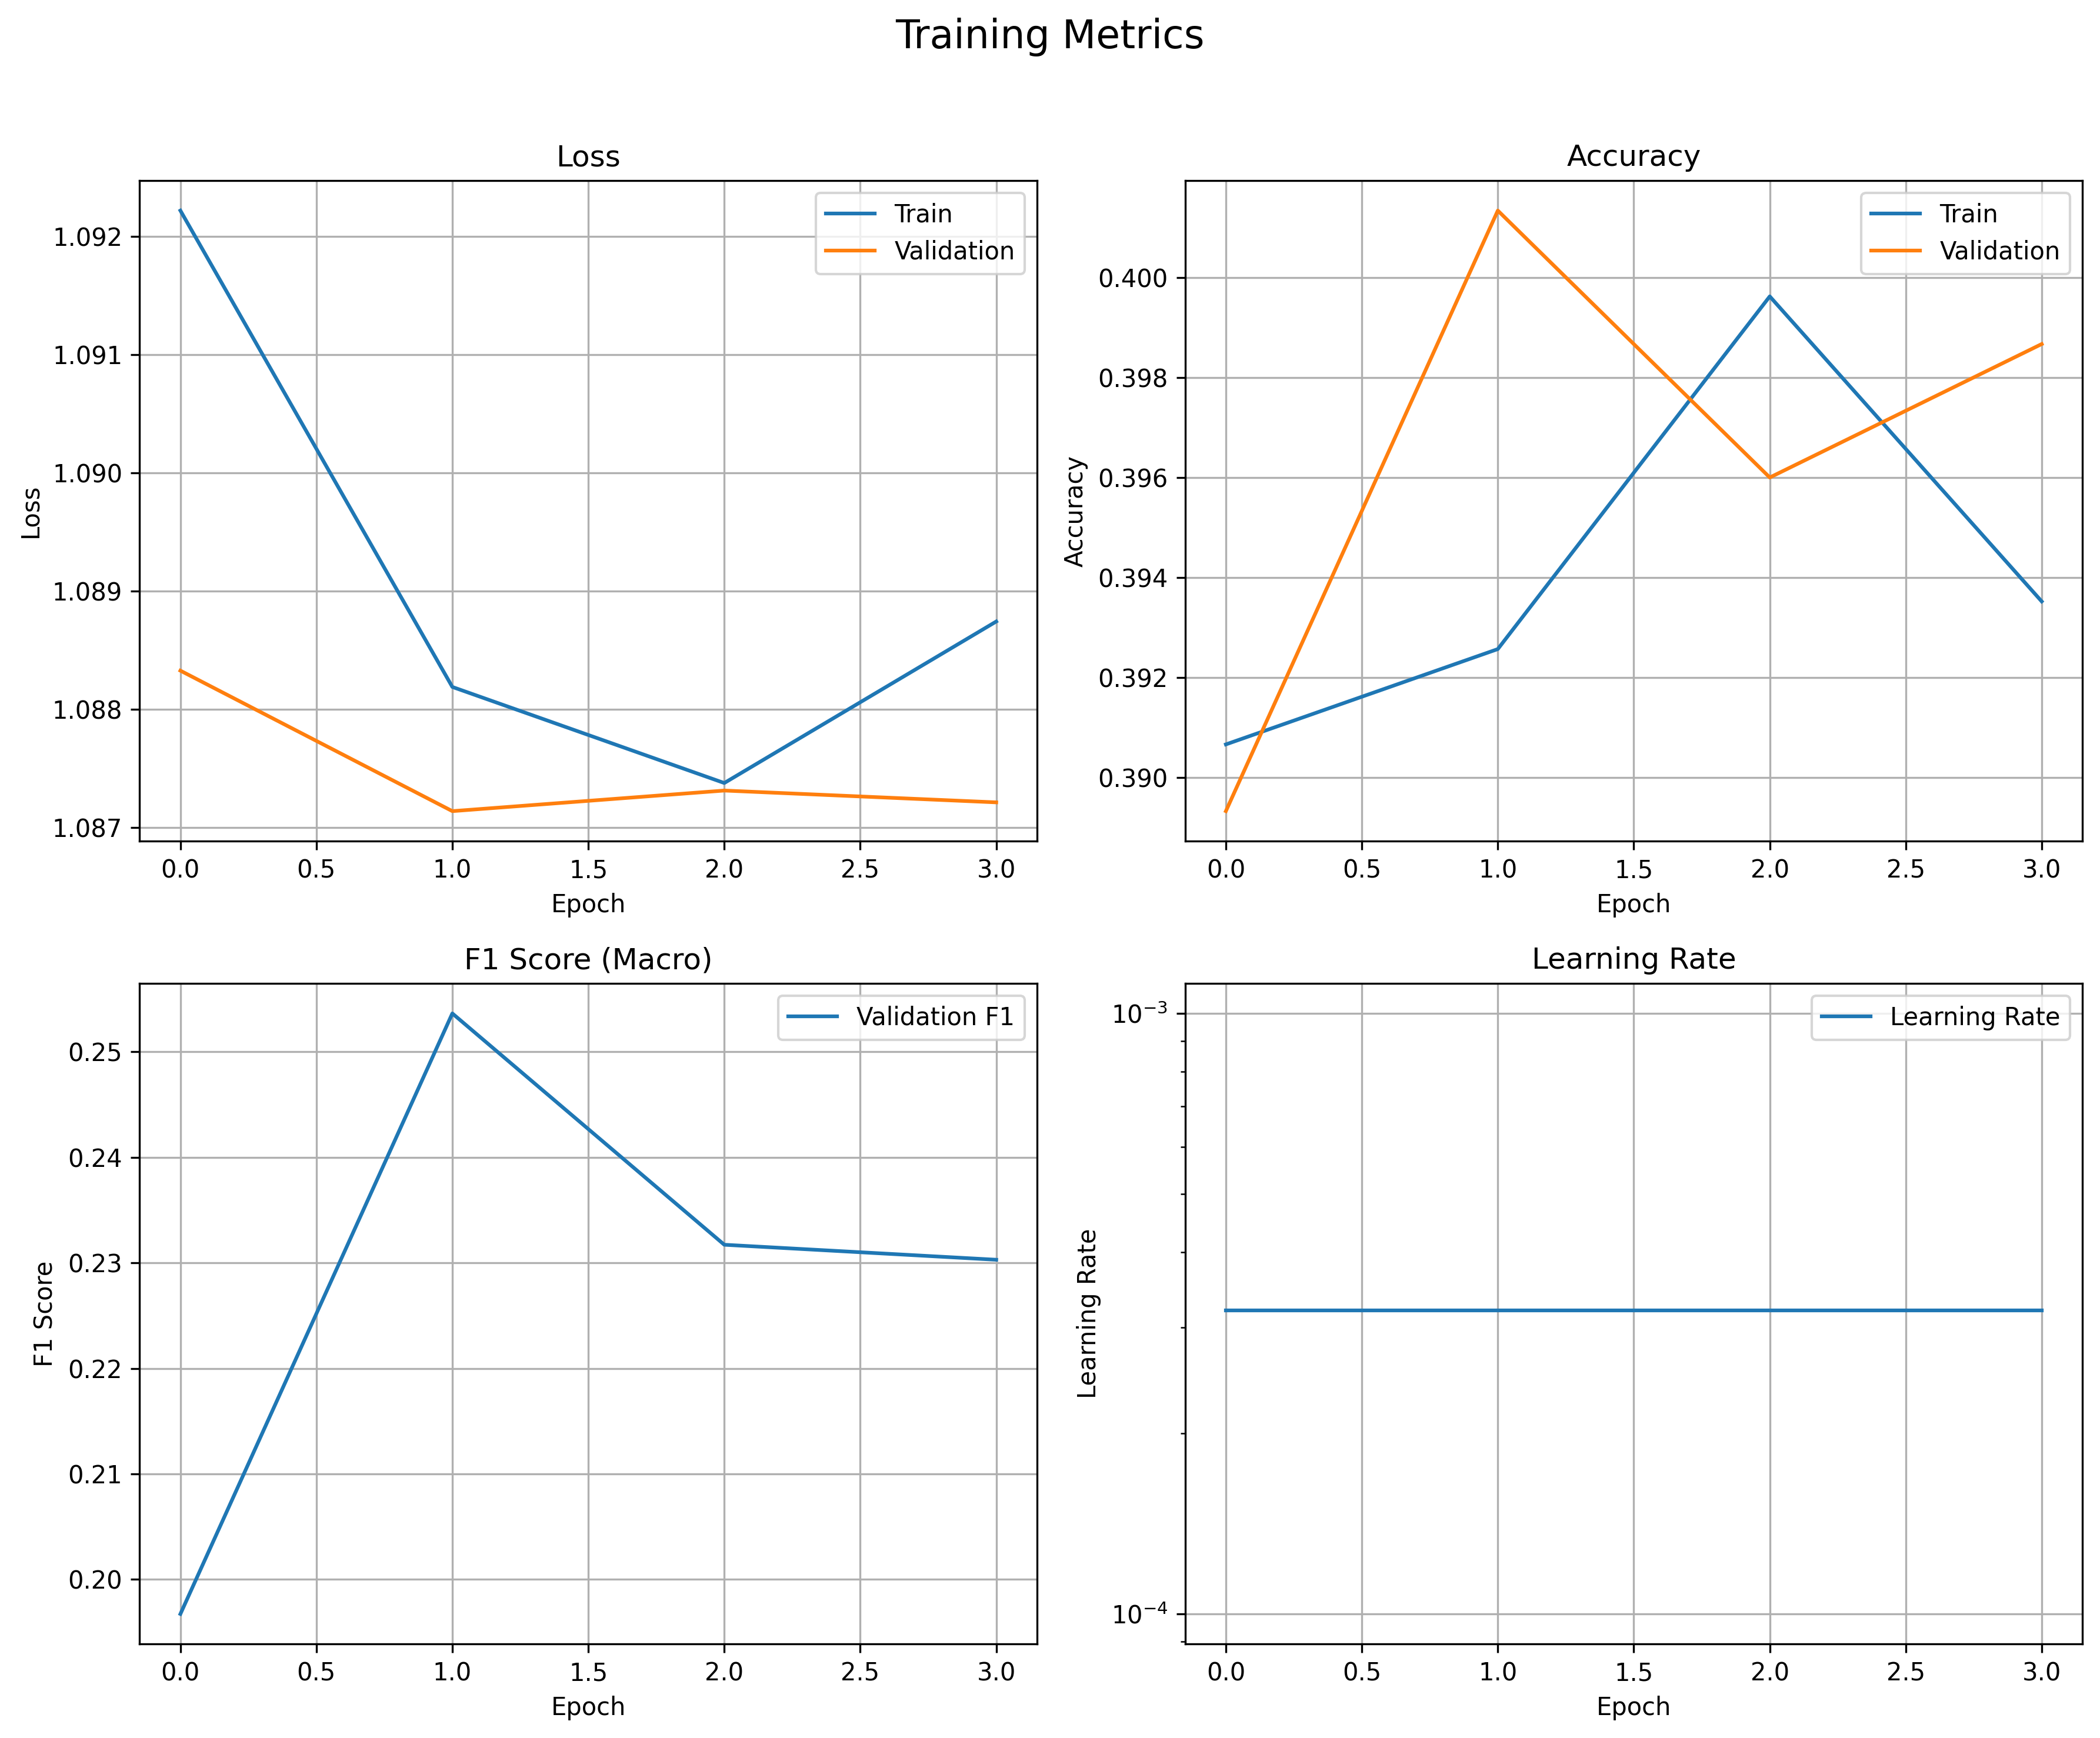 Training Metrics
Loss
Train
Validation
1.092
1.091
1.090
1.089
1.088
1.087
Loss
0.0 0.5 1.0 1.5 2.0 2.5 3.0
Epoch
Accuracy
Train
Validation
0.400
0.398
0.396
0.394
0.392
0.390
Accuracy
0.0 0.5 1.0 1.5 2.0 2.5 3.0
Epoch
F1 Score (Macro)
Validation F1
0.25
0.24
0.23
0.22
0.21
0.20
F1 Score
0.0 0.5 1.0 1.5 2.0 2.5 3.0
Epoch
Learning Rate
Learning Rate
10⁻³
10⁻⁴
Learning Rate
0.0 0.5 1.0 1.5 2.0 2.5 3.0
Epoch